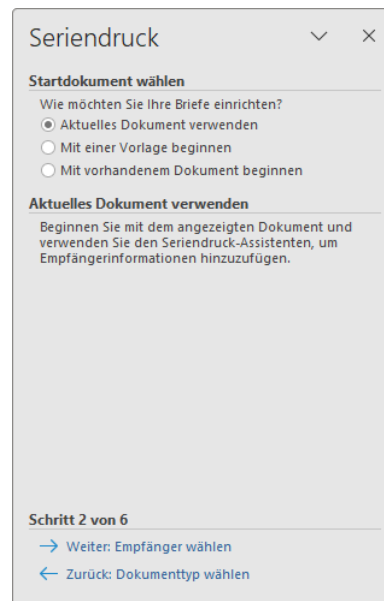 Seriendruck
Startdokument wählen
Wie möchten Sie Ihre Briefe einrichten?
Aktuelles Dokument verwenden
Mit einer Vorlage beginnen
Mit vorhandenem Dokument beginnen
Aktuelles Dokument verwenden
Beginnen Sie mit dem angezeigten Dokument und
verwenden Sie den Seriendruck-Assistenten, um
Empfängerinformationen hinzuzufügen.
Schritt 2 von 6
Weiter: Empfänger wählen
Zurück: Dokumenttyp wählen